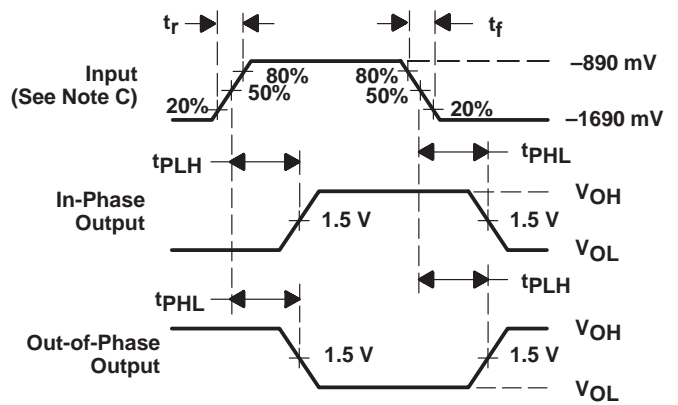 tr
tf
Input
(See Note C)
80%
80%
–890 mV
50%
50%
20%
20%
–1690 mV
tPLH
tPHL
In-Phase
Output
VOH
1.5 V
1.5 V
VOL
tPHL
tPLH
Out-of-Phase
Output
VOH
1.5 V
1.5 V
VOL